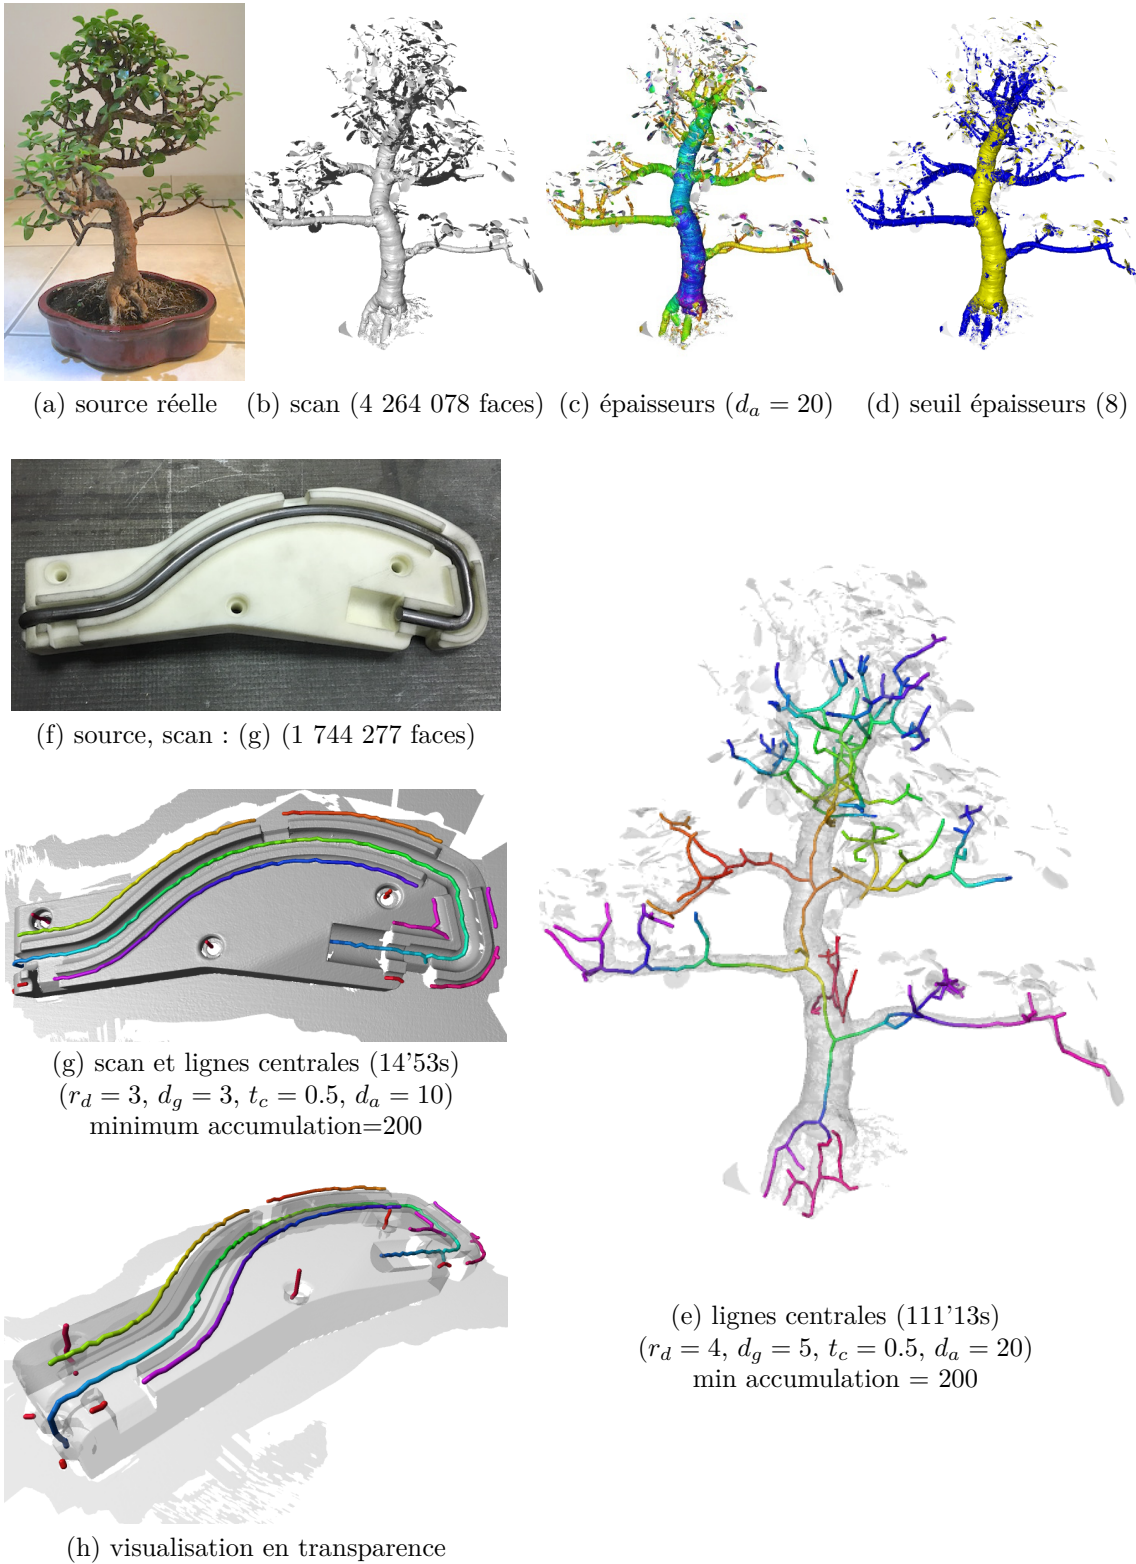 (a) source réelle
(b) scan (4 264 078 faces)
(c) épaisseurs (d_a = 20)
(d) seuil épaisseurs (8)
(f) source, scan : (g) (1 744 277 faces)
(g) scan et lignes centrales (14'53s)
(r_d = 3, d_g = 3, t_c = 0.5, d_a = 10)
minimum accumulation=200
(h) visualisation en transparence
(e) lignes centrales (111'13s)
(r_d = 4, d_g = 5, t_c = 0.5, d_a = 20)
min accumulation = 200